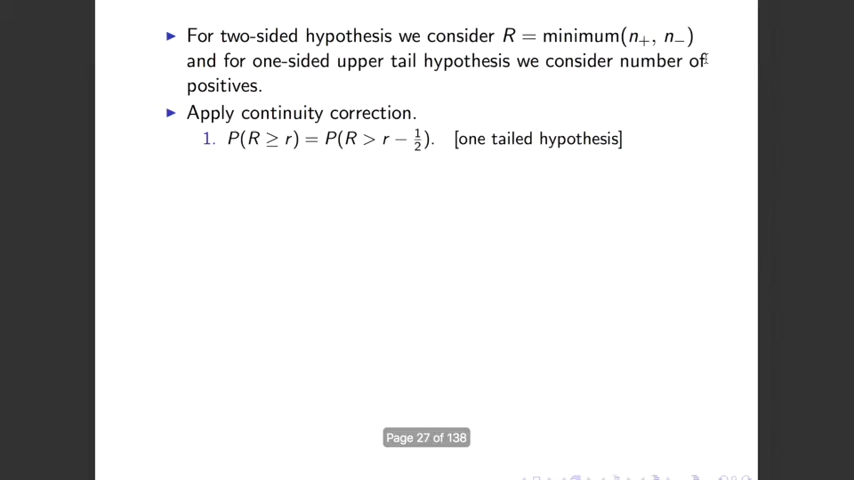 ▶ For two-sided hypothesis we consider R = minimum(n₊, n₋)
and for one-sided upper tail hypothesis we consider number of
positives.
▶ Apply continuity correction.
1. P(R ≥ r) = P(R > r − 1/2). [one tailed hypothesis]
Page 27 of 138